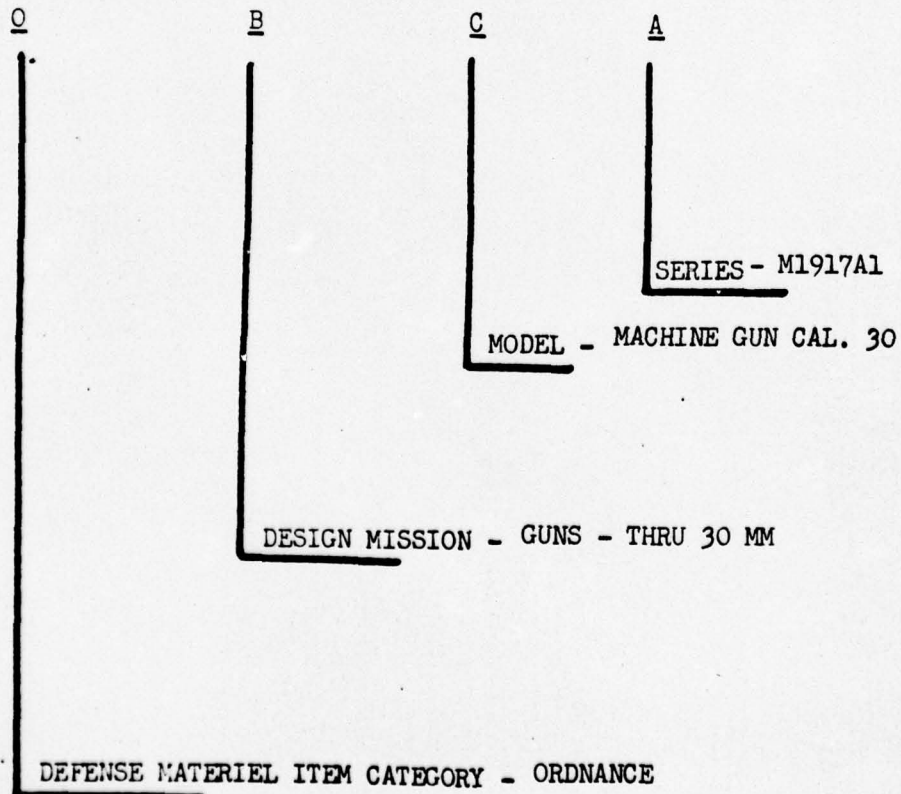 O B C A
SERIES - M1917A1
MODEL - MACHINE GUN CAL. 30
DESIGN MISSION - GUNS - THRU 30 MM
DEFENSE MATERIEL ITEM CATEGORY - ORDNANCE